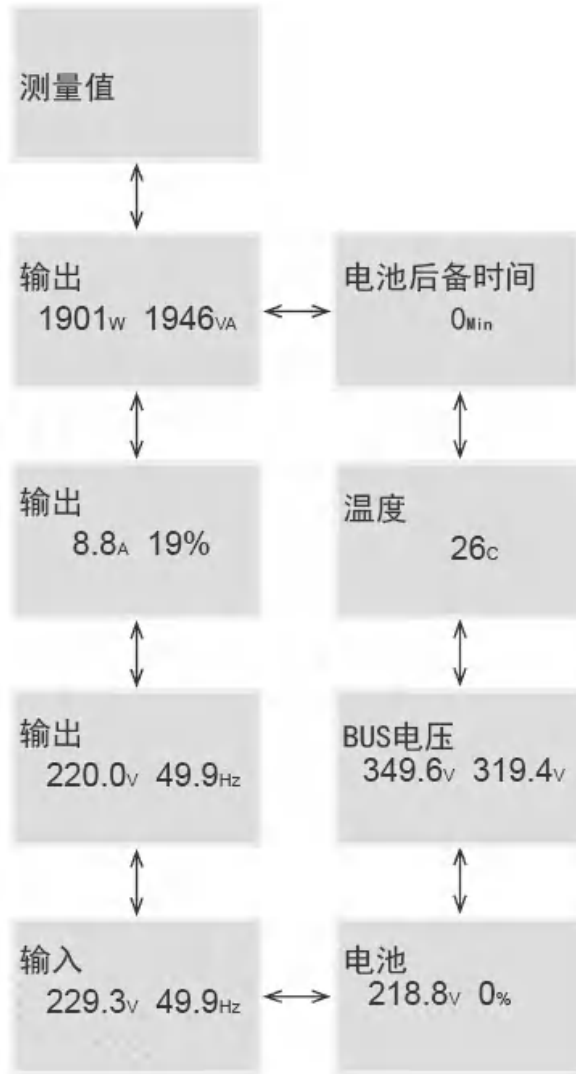 测量值
输出
1901W 1946VA
电池后备时间
0Min
输出
8.8A 19%
温度
26C
输出
220.0V 49.9Hz
BUS电压
349.6V 319.4V
输入
229.3V 49.9Hz
电池
218.8V 0%